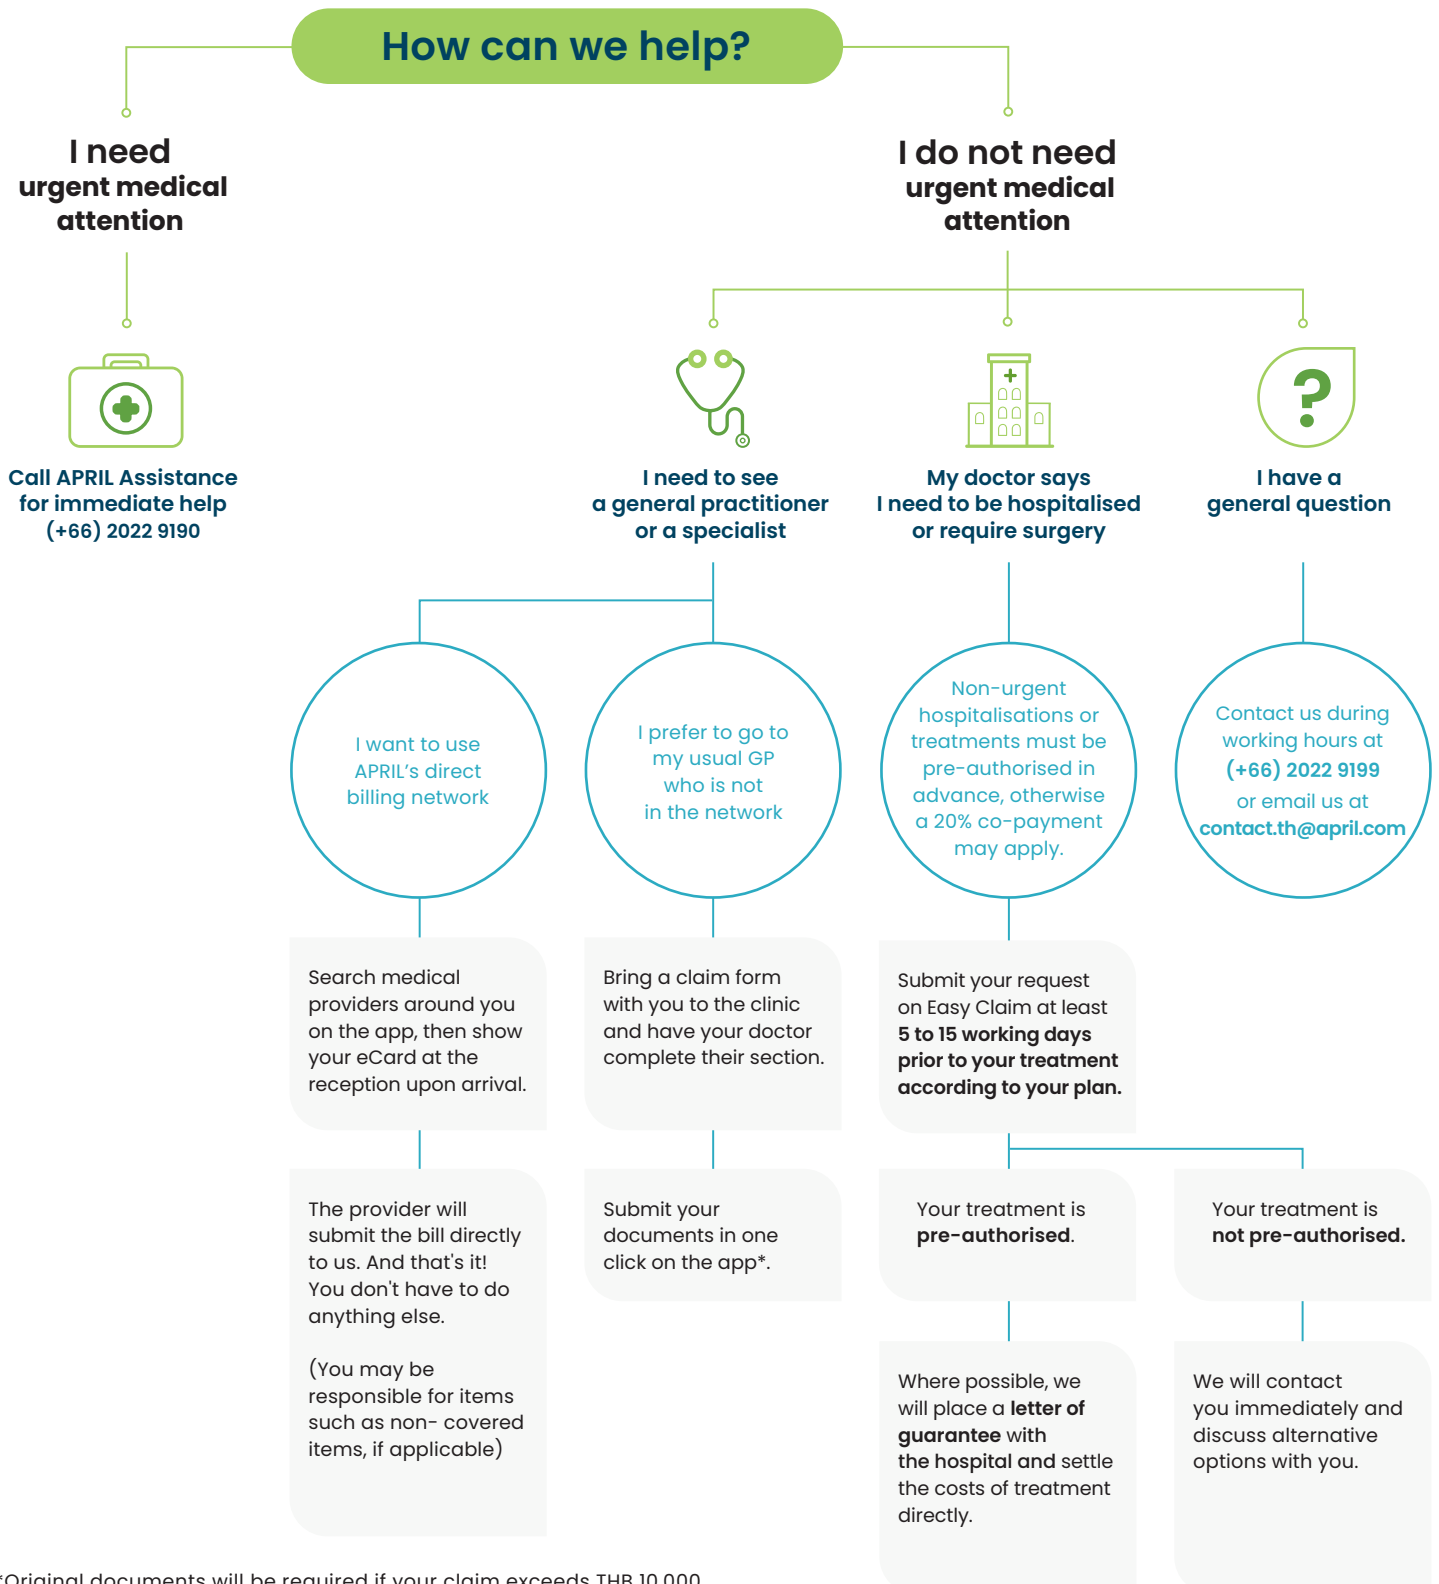 How can we help?
I need
urgent medical
attention
I do not need
urgent medical
attention
Call APRIL Assistance
for immediate help
(+66) 2022 9190
I need to see
a general practitioner
or a specialist
My doctor says
I need to be hospitalised
or require surgery
I have a
general question
I want to use
APRIL's direct
billing network
I prefer to go to
my usual GP
who is not
in the network
Non-urgent
hospitalisations or
treatments must be
pre-authorised in
advance, otherwise
a 20% co-payment
may apply.
Contact us during
working hours at
(+66) 2022 9199
or email us at
contact.th@april.com
Search medical
providers around you
on the app, then show
your eCard at the
reception upon arrival.
Bring a claim form
with you to the clinic
and have your doctor
complete their section.
Submit your request
on Easy Claim at least
5 to 15 working days
prior to your treatment
according to your plan.
The provider will
submit the bill directly
to us. And that's it!
You don't have to do
anything else.
(You may be
responsible for items
such as non- covered
items, if applicable)
Submit your
documents in one
click on the app*.
Your treatment is
pre-authorised.
Your treatment is
not pre-authorised.
Where possible, we
will place a letter of
guarantee with
the hospital and settle
the costs of treatment
directly.
We will contact
you immediately and
discuss alternative
options with you.
*Original documents will be required if your claim exceeds THB 10,000